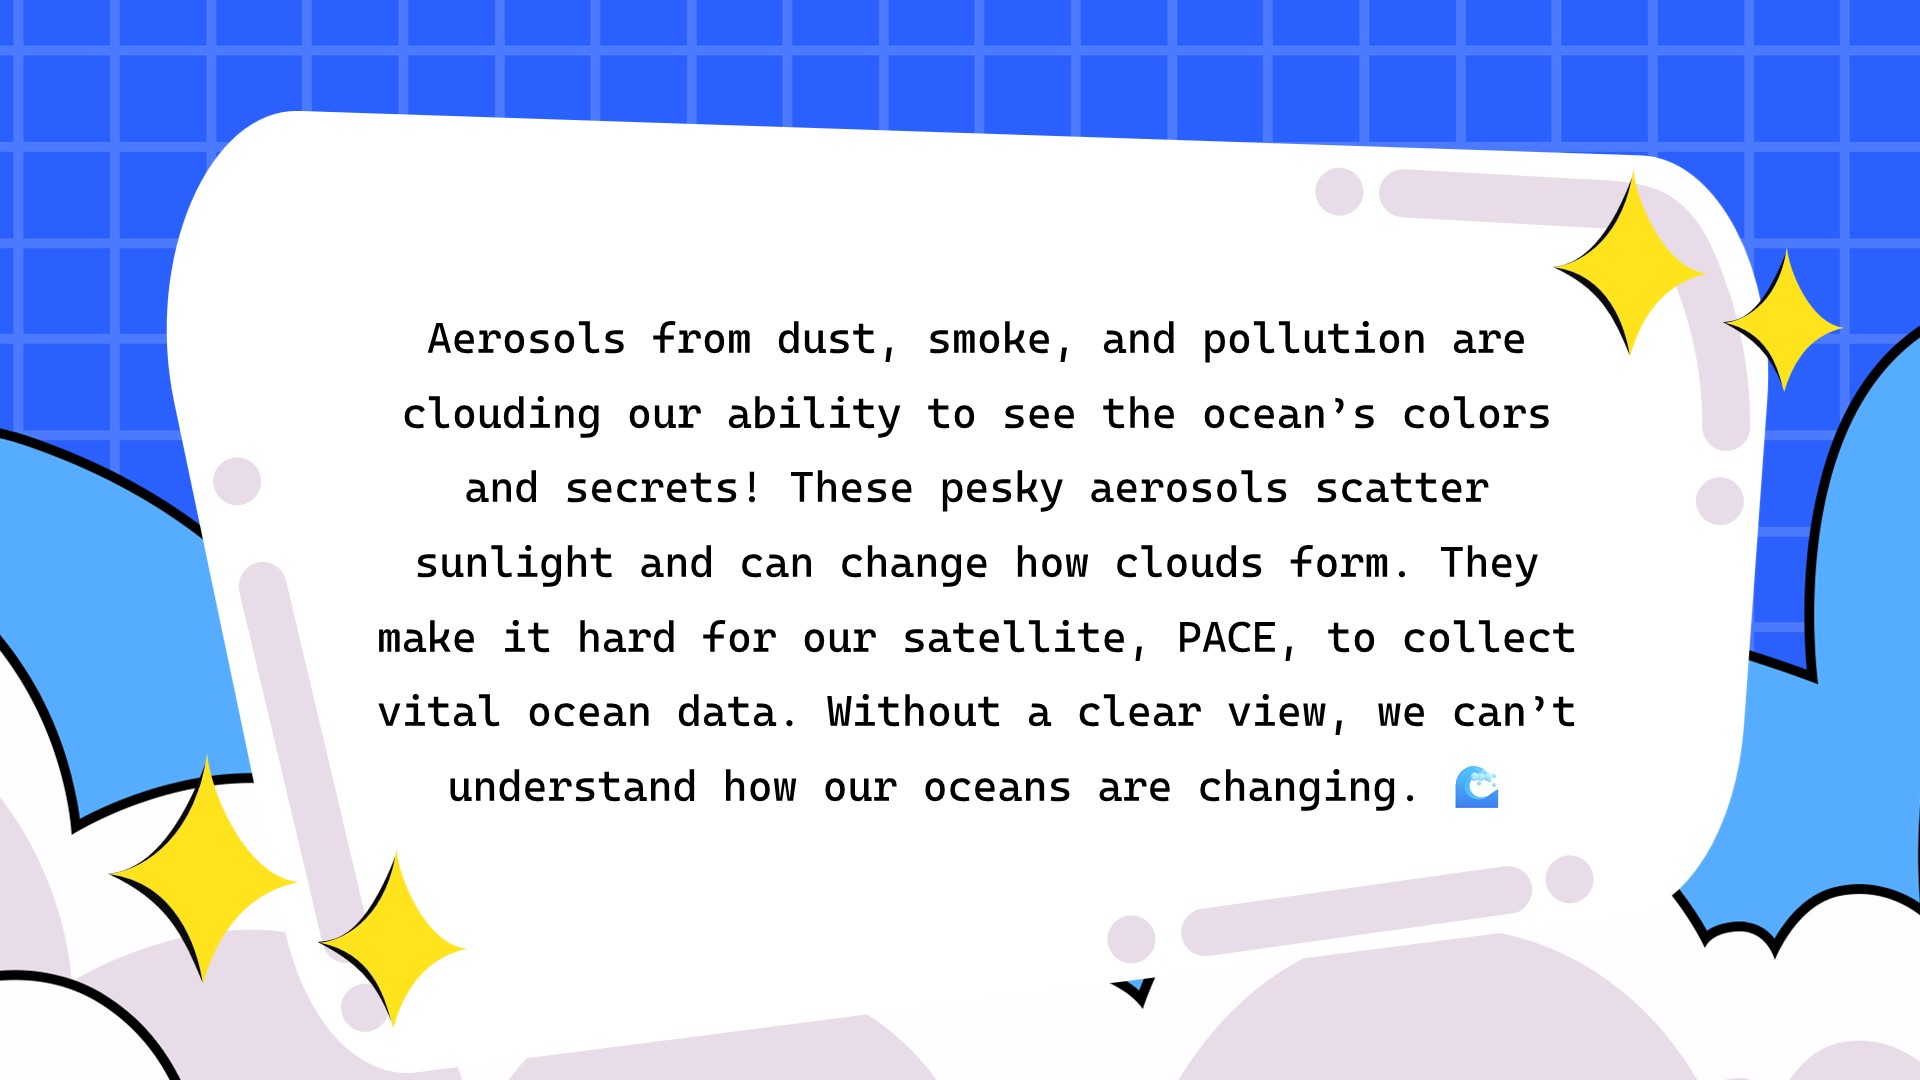 Aerosols from dust, smoke, and pollution are
clouding our ability to see the ocean’s colors
and secrets! These pesky aerosols scatter
sunlight and can change how clouds form. They
make it hard for our satellite, PACE, to collect
vital ocean data. Without a clear view, we can’t
understand how our oceans are changing. 🌊